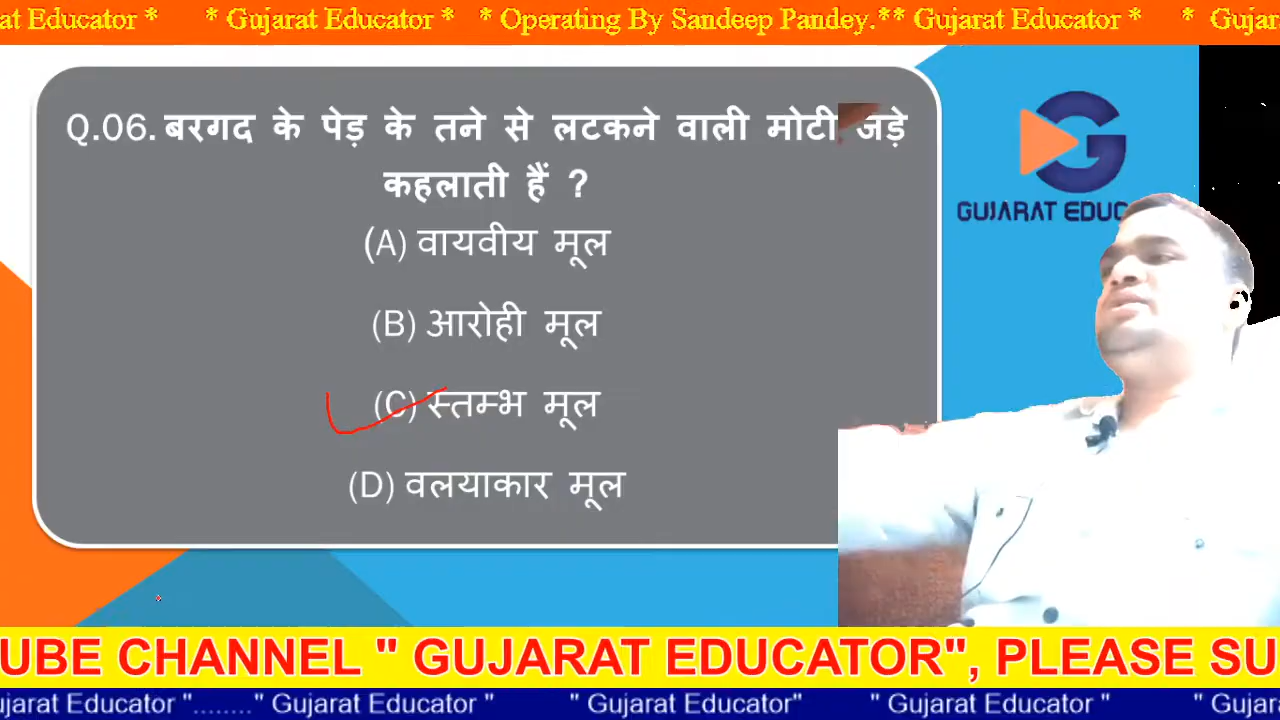 at Educator * * Gujarat Educator * * Operating By Sandeep Pandey.** Gujarat Educator * * Gujar
Q.06. बरगद के पेड़ के तने से लटकने वाली मोटी जड़े
कहलाती हैं ?
(A) वायवीय मूल
(B) आरोही मूल
(C) स्तम्भ मूल
(D) वलयाकार मूल
GUJARAT EDUC
UBE CHANNEL " GUJARAT EDUCATOR", PLEASE SU
ujarat Educator "........" Gujarat Educator " " Gujarat Educator" " Gujarat Educator " " Gujar